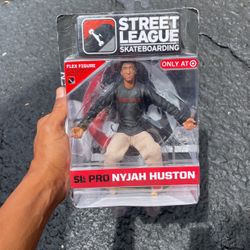 STREET
LEAGUE
SKATEBOARDING
FLEX FIGURE
ONLY AT
SL PRO NYJAH HUSTON